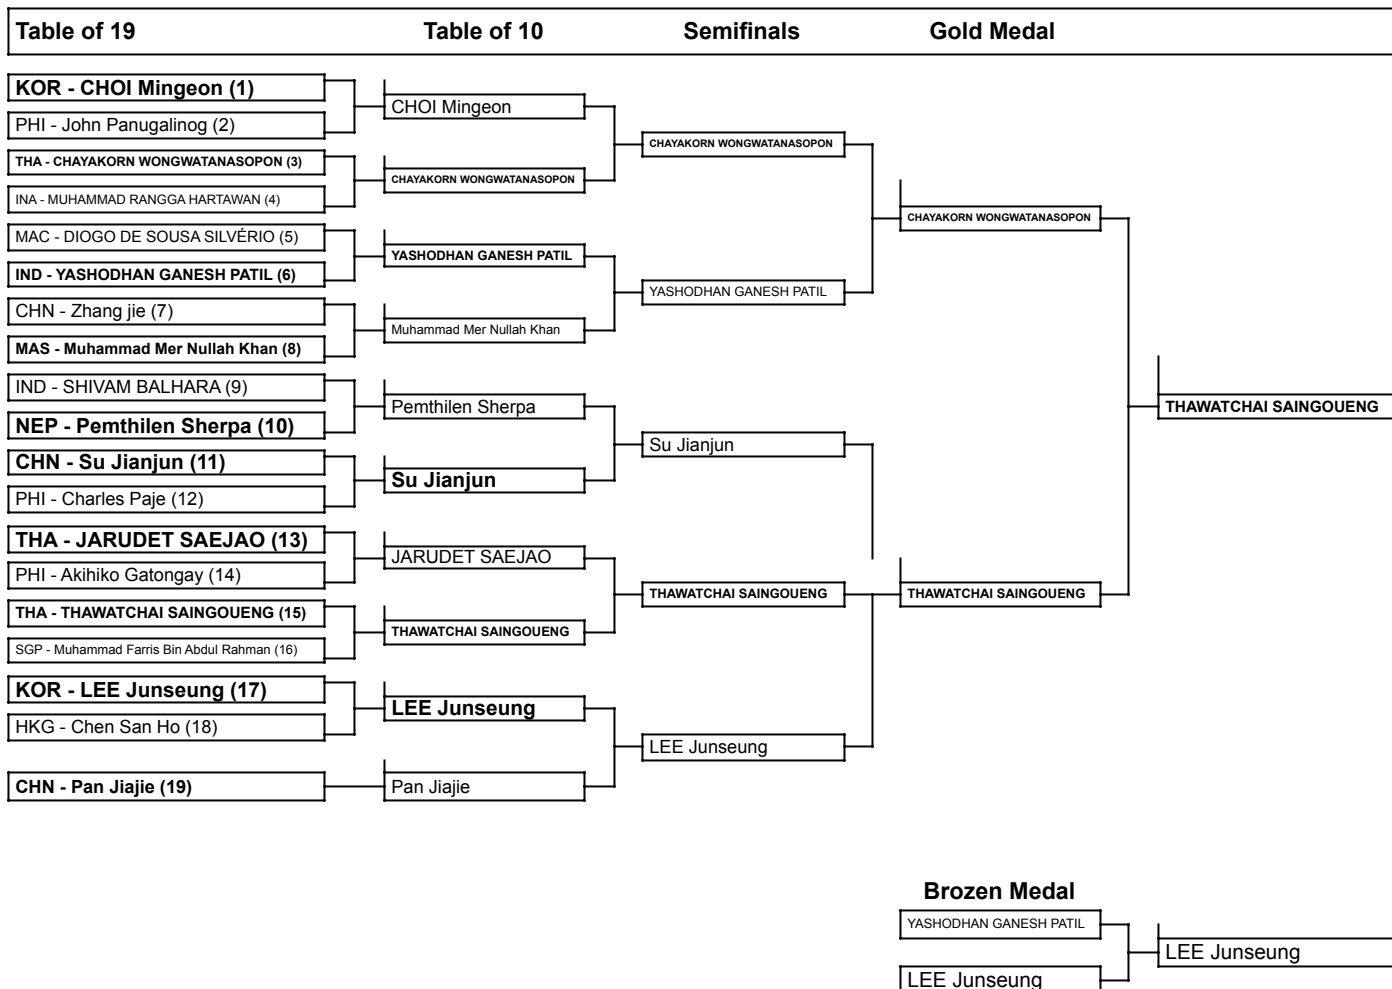 Table of 19
Table of 10
Semifinals
Gold Medal
KOR - CHOI Mingeon (1)
PHI - John Panugalinog (2)
THA - CHAYAKORN WONGWATANASOPON (3)
INA - MUHAMMAD RANGGA HARTAWAN (4)
MAC - DIOGO DE SOUSA SILVÉRIO (5)
IND - YASHODHAN GANESH PATIL (6)
CHN - Zhang jie (7)
MAS - Muhammad Mer Nullah Khan (8)
IND - SHIVAM BALHARA (9)
NEP - Pemthilen Sherpa (10)
CHN - Su Jianjun (11)
PHI - Charles Paje (12)
THA - JARUDET SAEJAO (13)
PHI - Akihiko Gatongay (14)
THA - THAWATCHAI SAINGOUENG (15)
SGP - Muhammad Farris Bin Abdul Rahman (16)
KOR - LEE Junseung (17)
HKG - Chen San Ho (18)
CHN - Pan Jiajie (19)
CHOI Mingeon
CHAYAKORN WONGWATANASOPON
YASHODHAN GANESH PATIL
Muhammad Mer Nullah Khan
Pemthilen Sherpa
Su Jianjun
JARUDET SAEJAO
THAWATCHAI SAINGOUENG
LEE Junseung
Pan Jiajie
CHAYAKORN WONGWATANASOPON
YASHODHAN GANESH PATIL
Su Jianjun
THAWATCHAI SAINGOUENG
LEE Junseung
CHAYAKORN WONGWATANASOPON
THAWATCHAI SAINGOUENG
THAWATCHAI SAINGOUENG
Brozen Medal
YASHODHAN GANESH PATIL
LEE Junseung
LEE Junseung